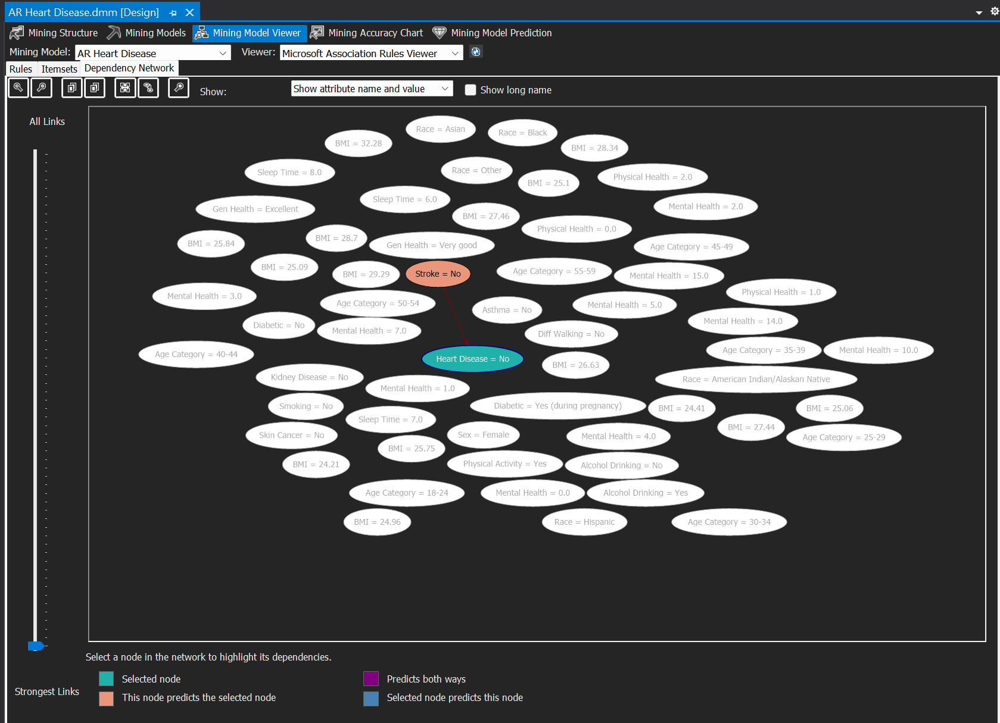 AR Heart Disease.dmm [Design]
Mining Structure Mining Models Mining Model Viewer Mining Accuracy Chart Mining Model Prediction
Mining Model: AR Heart Disease Viewer: Microsoft Association Rules Viewer
Rules Itemsets Dependency Network
Show: Show attribute name and value Show long name
All Links
Race = Asian
Race = Black
BMI = 32.28
BMI = 28.34
Sleep Time = 8.0
Race = Other
Physical Health = 2.0
BMI = 25.1
Sleep Time = 6.0
Mental Health = 2.0
Gen Health = Excellent
BMI = 27.46
Physical Health = 0.0
BMI = 28.7
BMI = 25.84
Gen Health = Very good
Age Category = 45-49
BMI = 25.09
BMI = 29.29
Stroke = No
Age Category = 55-59
Mental Health = 15.0
Physical Health = 1.0
Mental Health = 3.0
Age Category = 50-54
Mental Health = 5.0
Asthma = No
Mental Health = 14.0
Diabetic = No
Mental Health = 7.0
Diff Walking = No
Age Category = 35-39
Mental Health = 10.0
Age Category = 40-44
Heart Disease = No
BMI = 26.63
Kidney Disease = No
Race = American Indian/Alaskan Native
Mental Health = 1.0
Smoking = No
Diabetic = Yes (during pregnancy)
BMI = 24.41
BMI = 25.06
Sleep Time = 7.0
BMI = 27.44
Skin Cancer = No
Sex = Female
Mental Health = 4.0
Age Category = 25-29
BMI = 25.75
BMI = 24.21
Physical Activity = Yes
Alcohol Drinking = No
Age Category = 18-24
Mental Health = 0.0
Alcohol Drinking = Yes
BMI = 24.96
Race = Hispanic
Age Category = 30-34
Select a node in the network to highlight its dependencies.
Selected node
Predicts both ways
Strongest Links
This node predicts the selected node
Selected node predicts this node